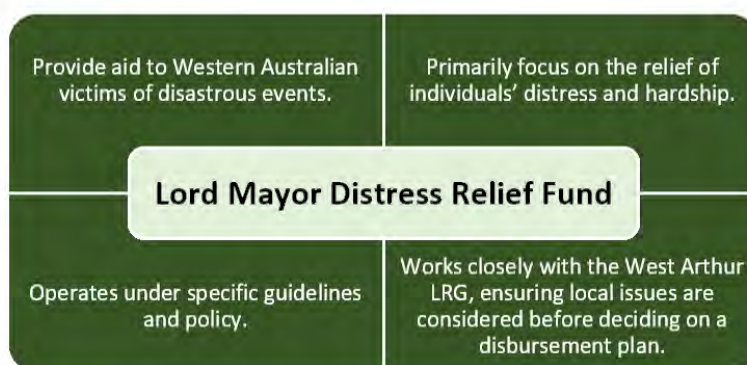 Provide aid to Western Australian
victims of disastrous events.
Primarily focus on the relief of
individuals' distress and hardship.
Lord Mayor Distress Relief Fund
Operates under specific guidelines
and policy.
Works closely with the West Arthur
LRG, ensuring local issues are
considered before deciding on a
disbursement plan.